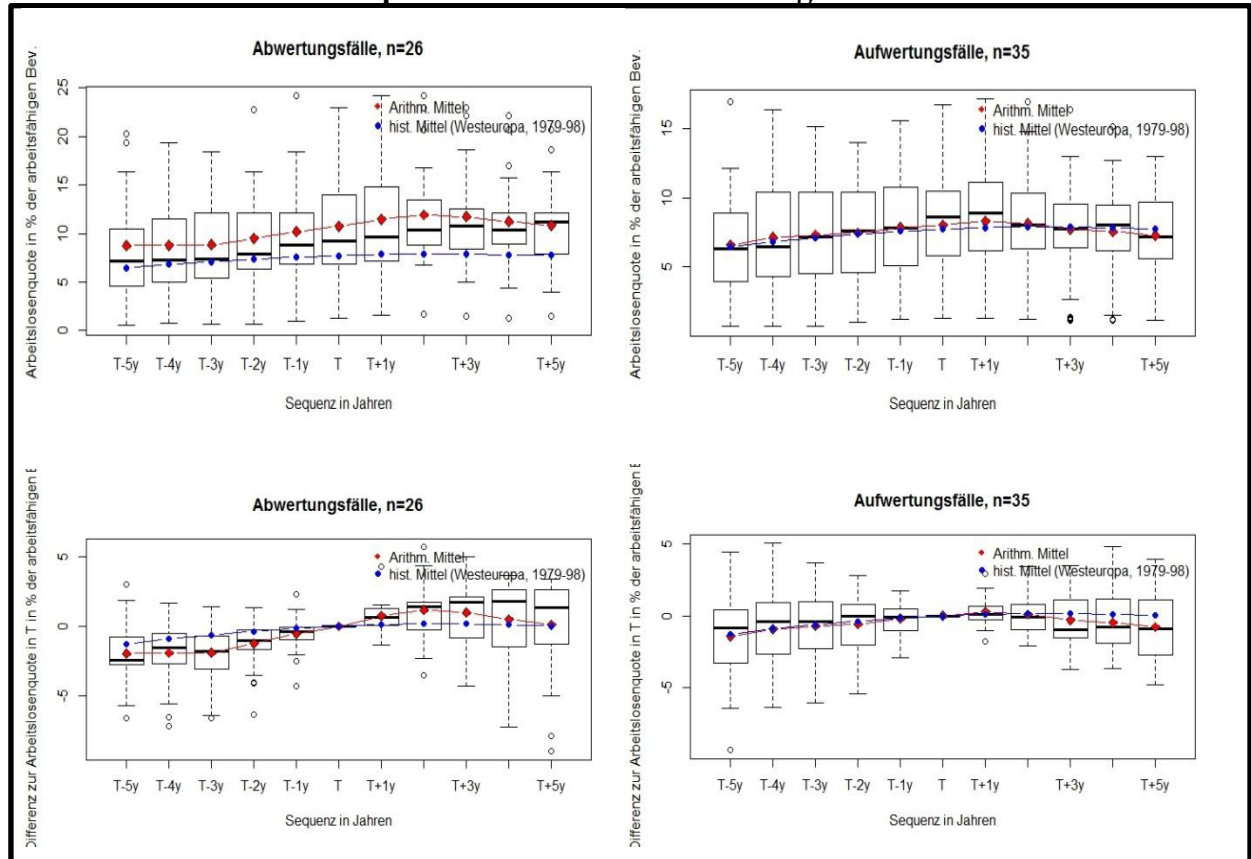 Abwertungsfälle, n=26
Arbeitslosenquote in % der arbeitsfähigen Bev.
Arithm. Mittel
hist. Mittel (Westeuropa, 1979-98)
25
20
15
10
5
0
T-5y T-4y T-3y T-2y T-1y T T+1y T+3y T+5y
Sequenz in Jahren
Aufwertungsfälle, n=35
Arbeitslosenquote in % der arbeitsfähigen Bev.
Arithm. Mittel
hist. Mittel (Westeuropa, 1979-98)
15
10
5
T-5y T-4y T-3y T-2y T-1y T T+1y T+3y T+5y
Sequenz in Jahren
Abwertungsfälle, n=26
Differenz zur Arbeitslosenquote in T in % der arbeitsfähigen
Arithm. Mittel
hist. Mittel (Westeuropa, 1979-98)
5
0
-5
T-5y T-4y T-3y T-2y T-1y T T+1y T+3y T+5y
Sequenz in Jahren
Aufwertungsfälle, n=35
Differenz zur Arbeitslosenquote in T in % der arbeitsfähigen
Arithm. Mittel
hist. Mittel (Westeuropa, 1979-98)
5
0
-5
T-5y T-4y T-3y T-2y T-1y T T+1y T+3y T+5y
Sequenz in Jahren